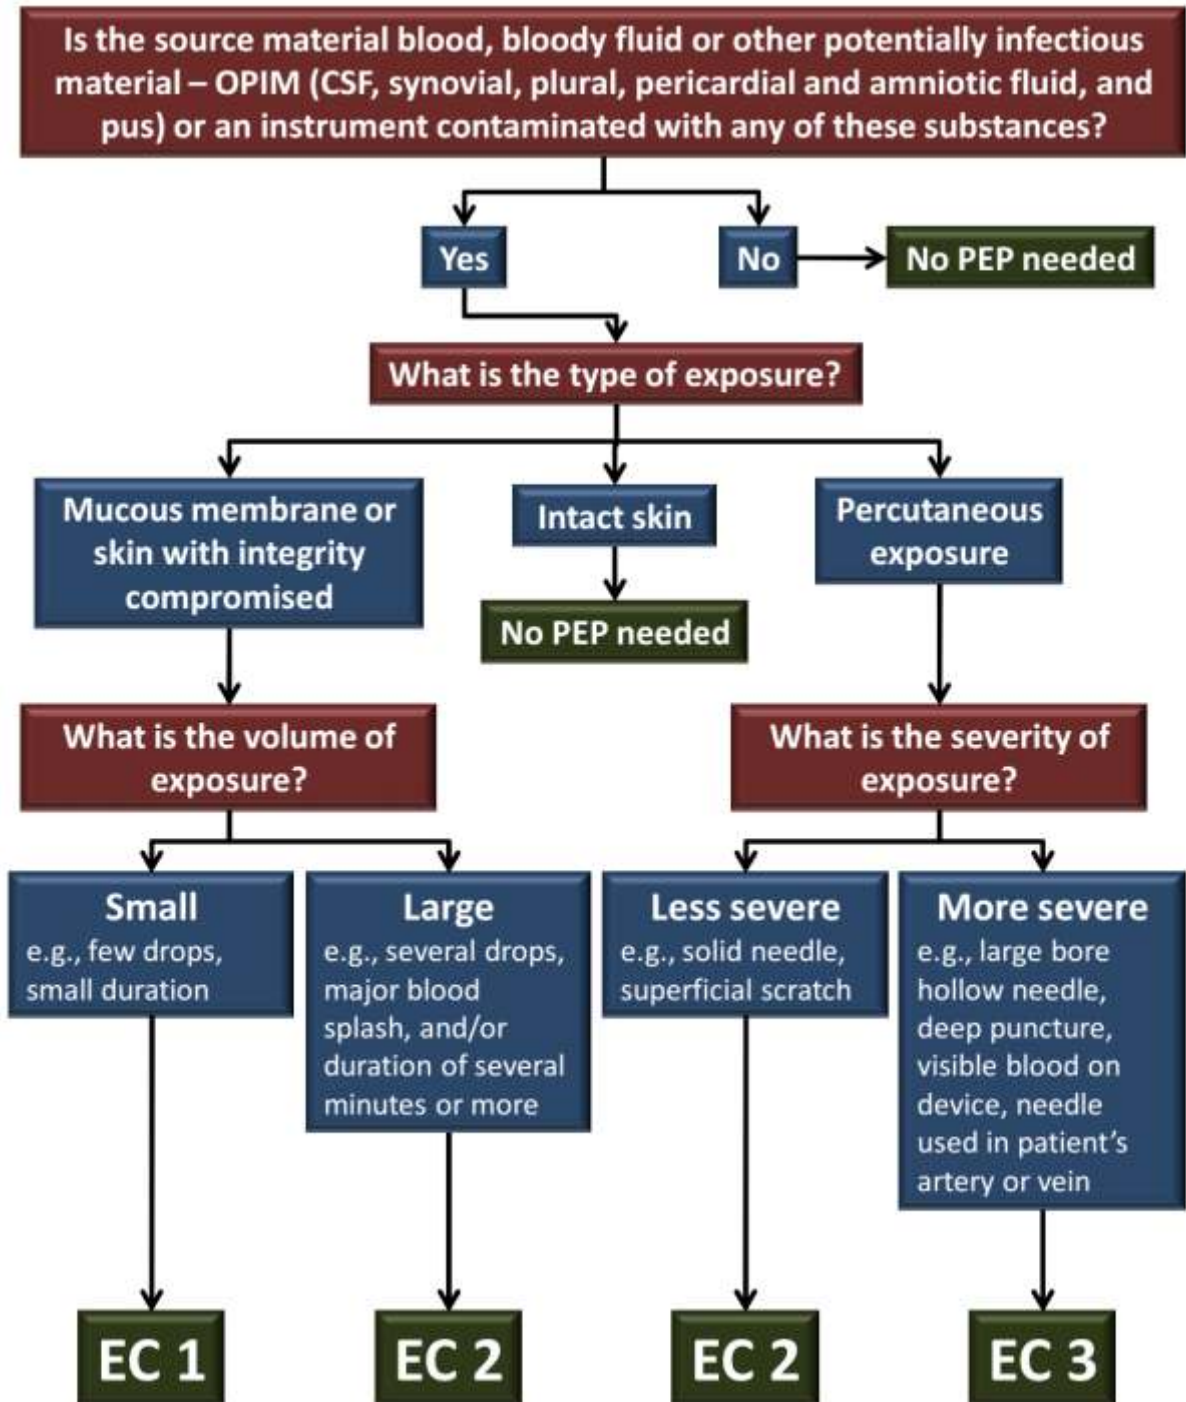 Is the source material blood, bloody fluid or other potentially infectious
material – OPIM (CSF, synovial, plural, pericardial and amniotic fluid, and
pus) or an instrument contaminated with any of these substances?
Yes
No
No PEP needed
What is the type of exposure?
Mucous membrane or
skin with integrity
compromised
Intact skin
No PEP needed
Percutaneous
exposure
What is the volume of
exposure?
What is the severity of
exposure?
Small
e.g., few drops,
small duration
Large
e.g., several drops,
major blood
splash, and/or
duration of several
minutes or more
Less severe
e.g., solid needle,
superficial scratch
More severe
e.g., large bore
hollow needle,
deep puncture,
visible blood on
device, needle
used in patient’s
artery or vein
EC 1
EC 2
EC 2
EC 3